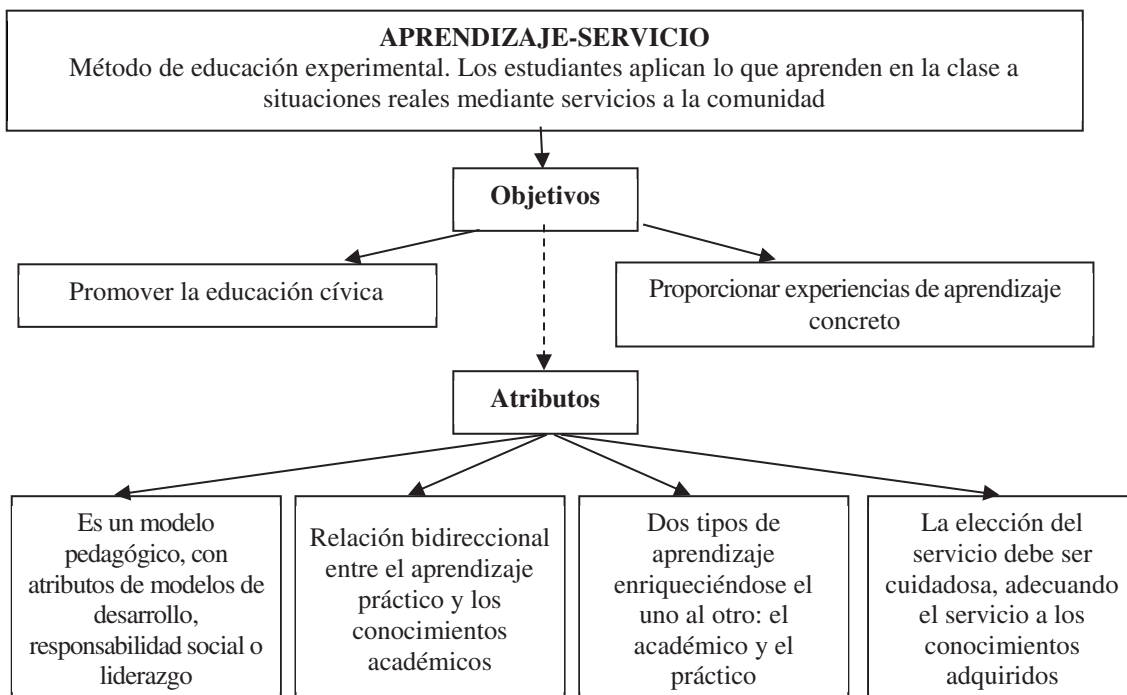 APRENDIZAJE-SERVICIO
Método de educación experimental. Los estudiantes aplican lo que aprenden en la clase a
situaciones reales mediante servicios a la comunidad
Objetivos
Promover la educación cívica
Proporcionar experiencias de aprendizaje
concreto
Atributos
Es un modelo
pedagógico, con
atributos de modelos de
desarrollo,
responsabilidad social o
liderazgo
Relación bidireccional
entre el aprendizaje
práctico y los
conocimientos
académicos
Dos tipos de
aprendizaje
enriqueciéndose el
uno al otro: el
académico y el
práctico
La elección del
servicio debe ser
cuidadosa, adecuando
el servicio a los
conocimientos
adquiridos